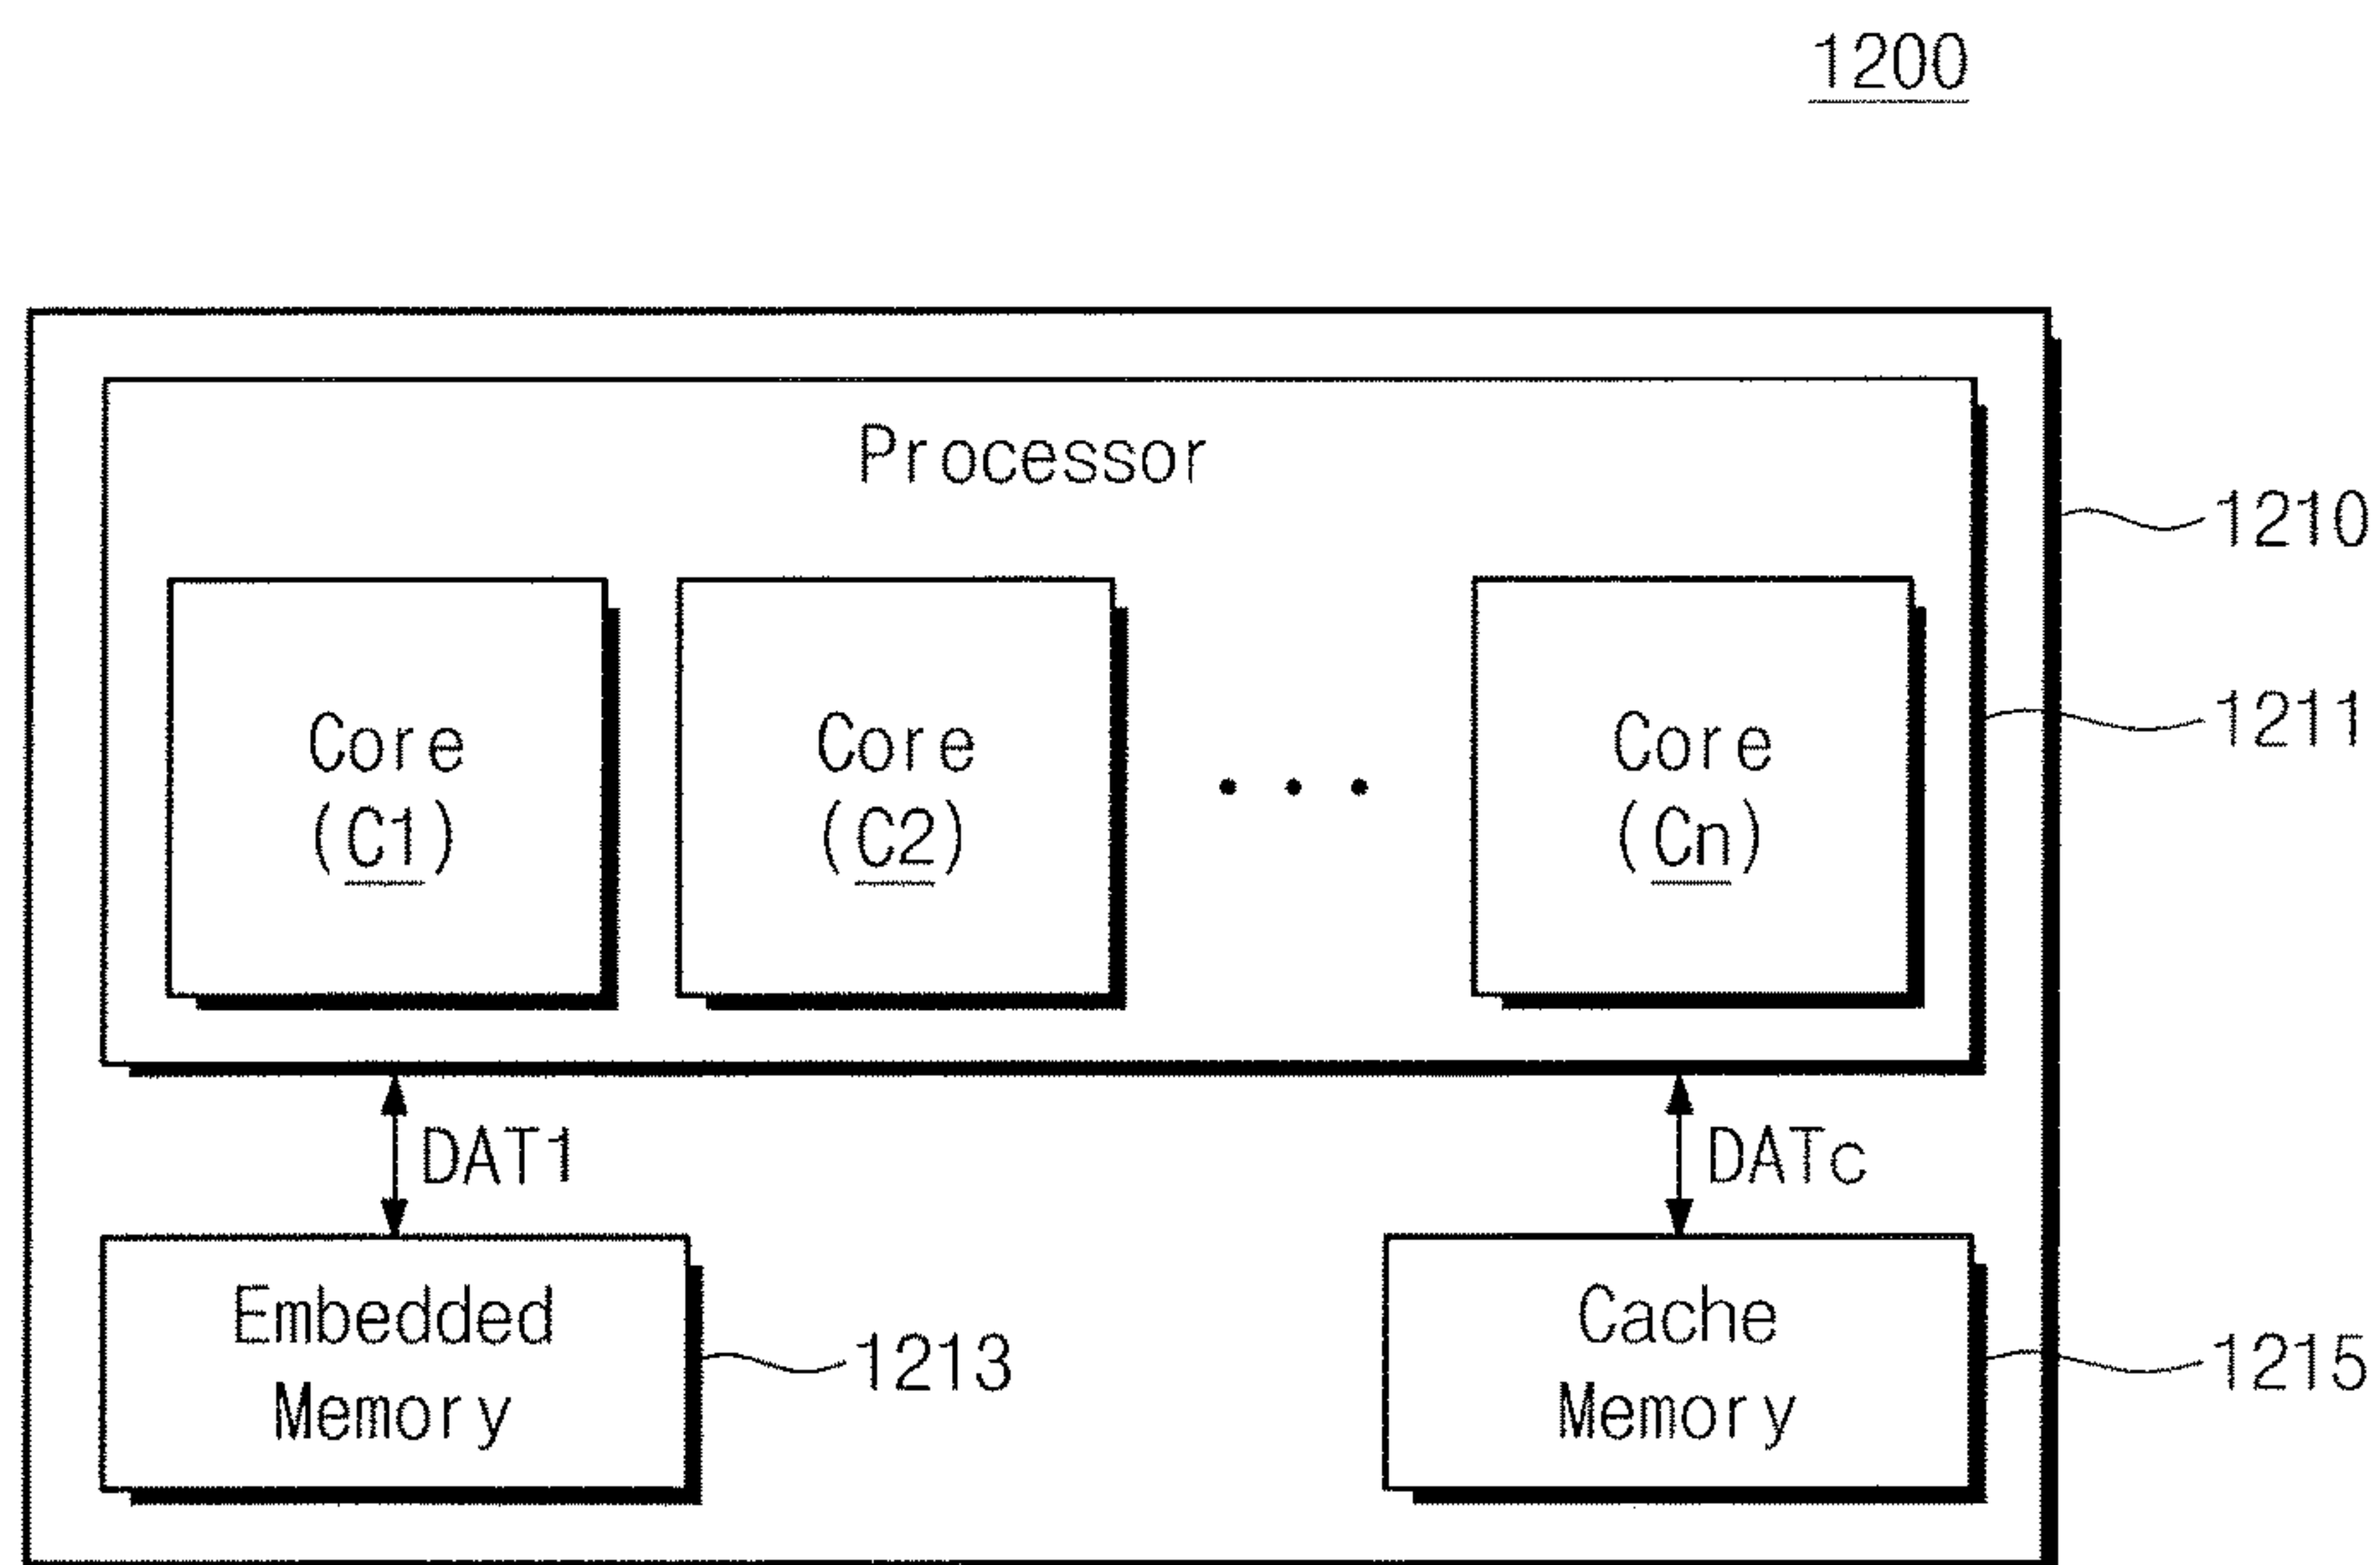 1200
Processor
1210
1211
Core
(C1)
Core
(C2)
. . .
Core
(Cn)
DAT1
DATc
Embedded
Memory
1213
Cache
Memory
1215